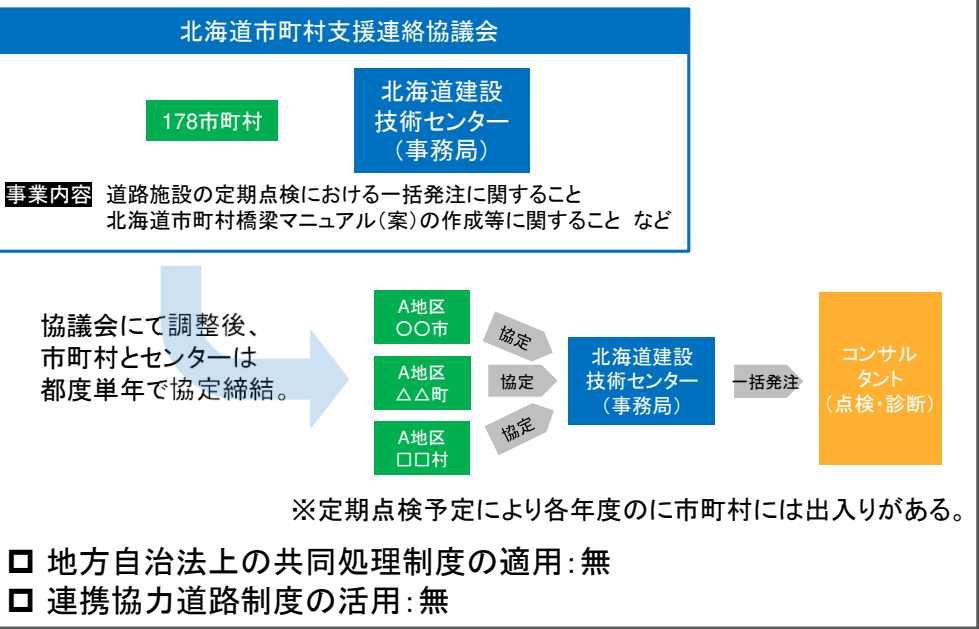 北海道市町村支援連絡協議会
178市町村
北海道建設
技術センター
（事務局）
事業内容 道路施設の定期点検における一括発注に関すること
北海道市町村橋梁マニュアル（案）の作成等に関すること など
協議会にて調整後、
市町村とセンターは
都度単年で協定締結。
A地区
〇〇市
A地区
△△町
A地区
□□村
協定
協定
協定
北海道建設
技術センター
（事務局）
一括発注
コンサル
タント
（点検・診断）
※定期点検予定により各年度のに市町村には出入りがある。
地方自治法上の共同処理制度の適用：無
連携協力道路制度の活用：無